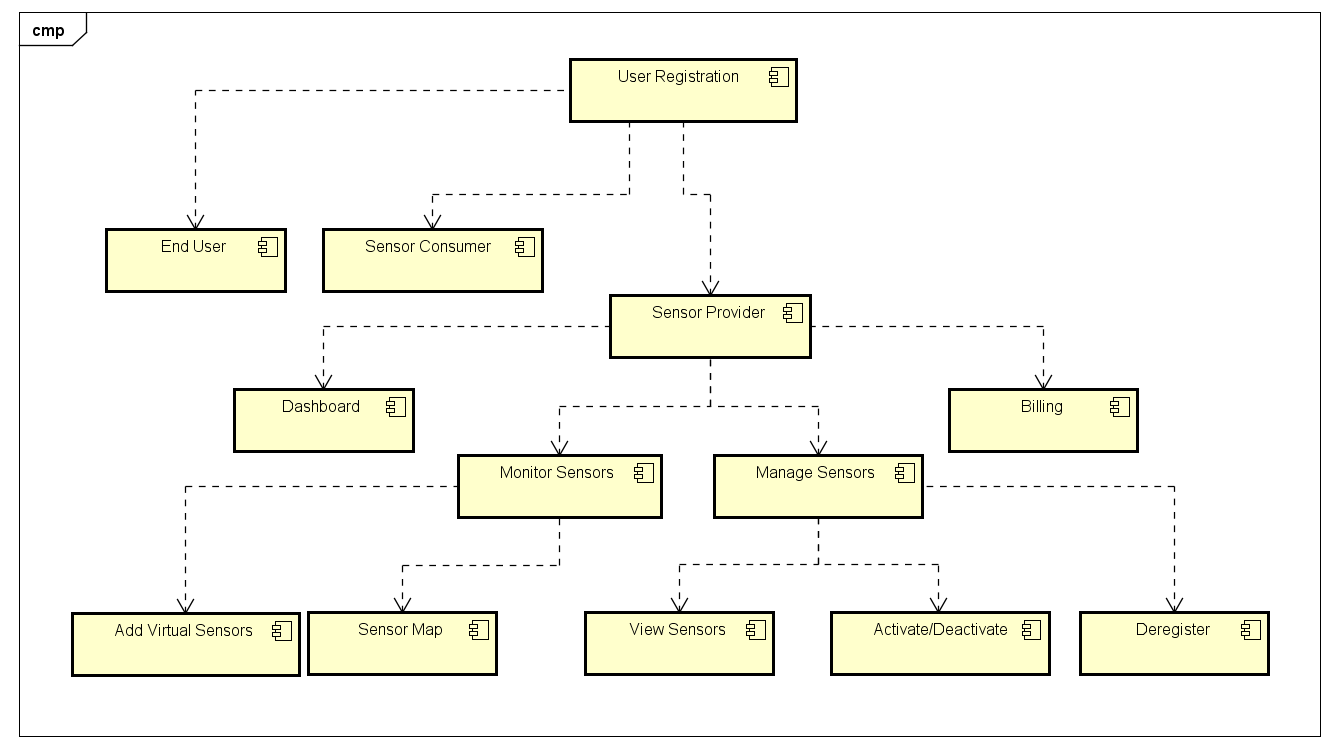 cmp
User Registration
End User
Sensor Consumer
Sensor Provider
Dashboard
Billing
Monitor Sensors
Manage Sensors
Add Virtual Sensors
Sensor Map
View Sensors
Activate/Deactivate
Deregister